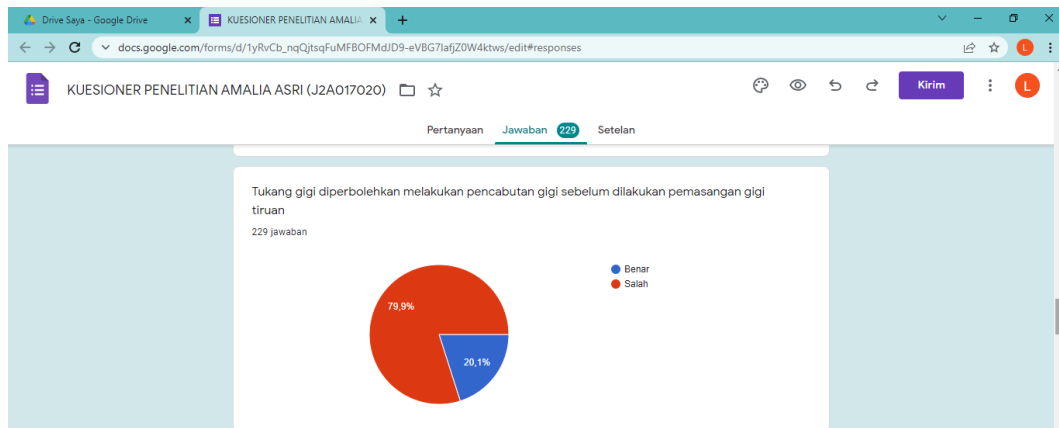 Drive Saya - Google Drive
KUESIONER PENELITIAN AMALIA
docs.google.com/forms/d/1yRvCb_nqQjtsqFuMFBOFMdJD9-eVBG7IafjZ0W4ktws/edit#responses
L
KUESIONER PENELITIAN AMALIA ASRI (J2A017020)
Kirim
L
Pertanyaan Jawaban 229 Setelan
Tukang gigi diperbolehkan melakukan pencabutan gigi sebelum dilakukan pemasangan gigi
tiruan
229 jawaban
Benar
Salah
79,9%
20,1%